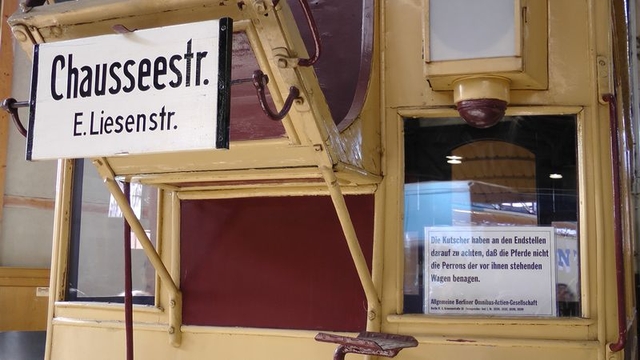 Chausseestr.
E.Liesenstr.
Die Kutscher haben an den Endstellen
darauf zu achten, daß die Pferde nicht
die Perrons der vor ihnen stehenden
Wagen benagen.
Allgemeine Berliner Omnibus-Actien-Gesellschaft